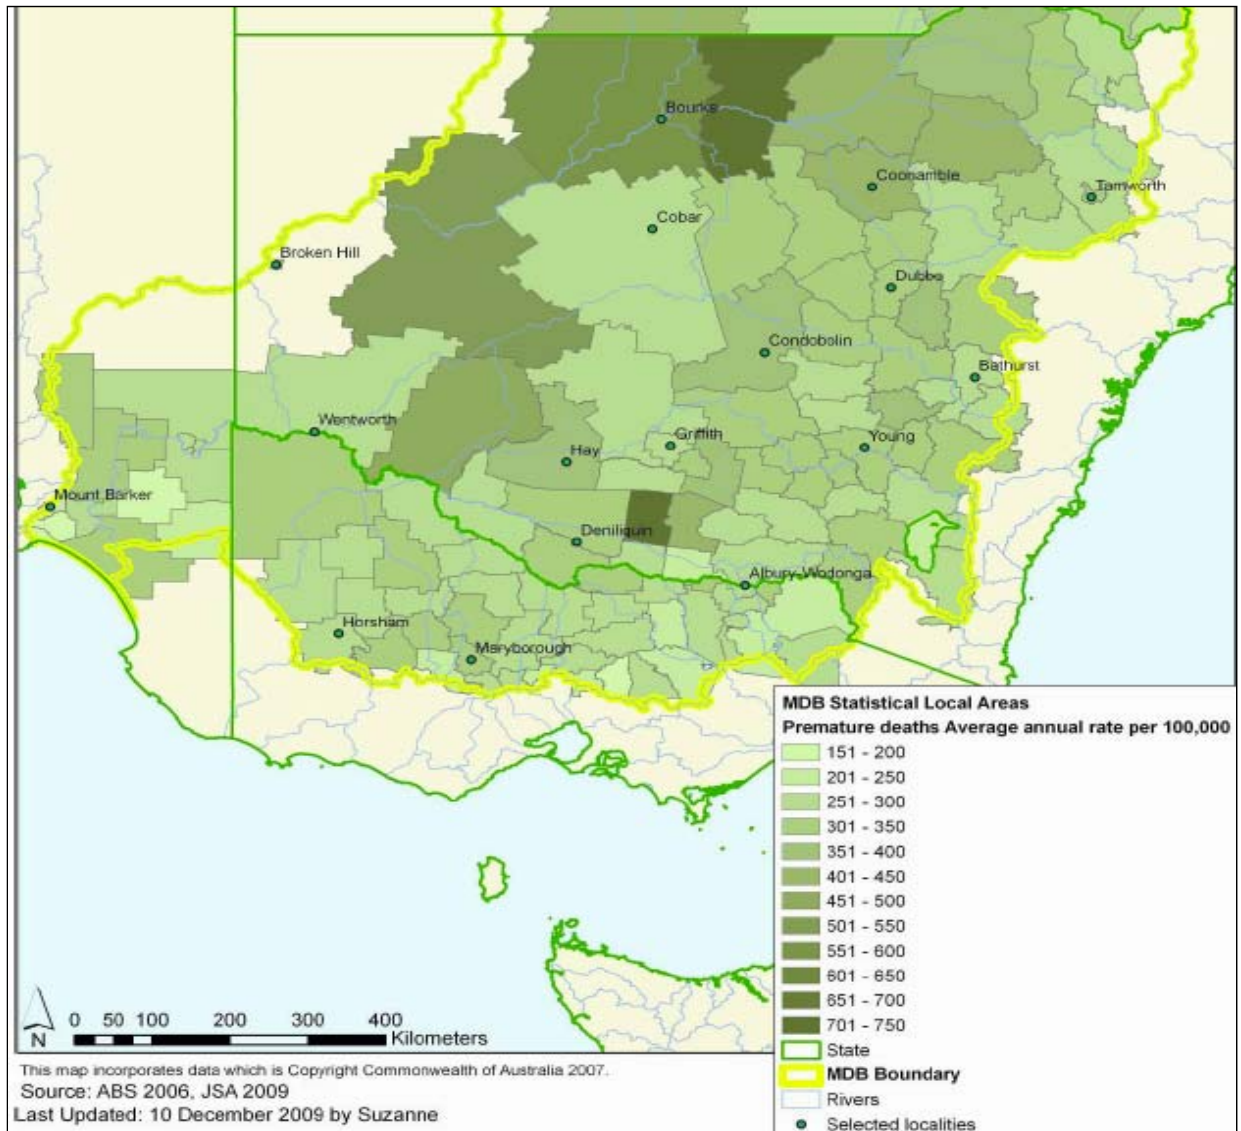 Bourke
Coonamble
Tamworth
Cobar
Broken Hill
Dubbo
Condobolin
Bathurst
Wentworth
Griffith
Young
Hay
Mount Barker
Deniliquin
Albury-Wodonga
Horsham
Maryborough
MDB Statistical Local Areas
Premature deaths Average annual rate per 100,000
151 - 200
201 - 250
251 - 300
301 - 350
351 - 400
401 - 450
451 - 500
501 - 550
551 - 600
601 - 650
651 - 700
701 - 750
State
MDB Boundary
Rivers
Selected localities
N
0 50 100 200 300 400
Kilometers
This map incorporates data which is Copyright Commonwealth of Australia 2007.
Source: ABS 2006, JSA 2009
Last Updated: 10 December 2009 by Suzanne